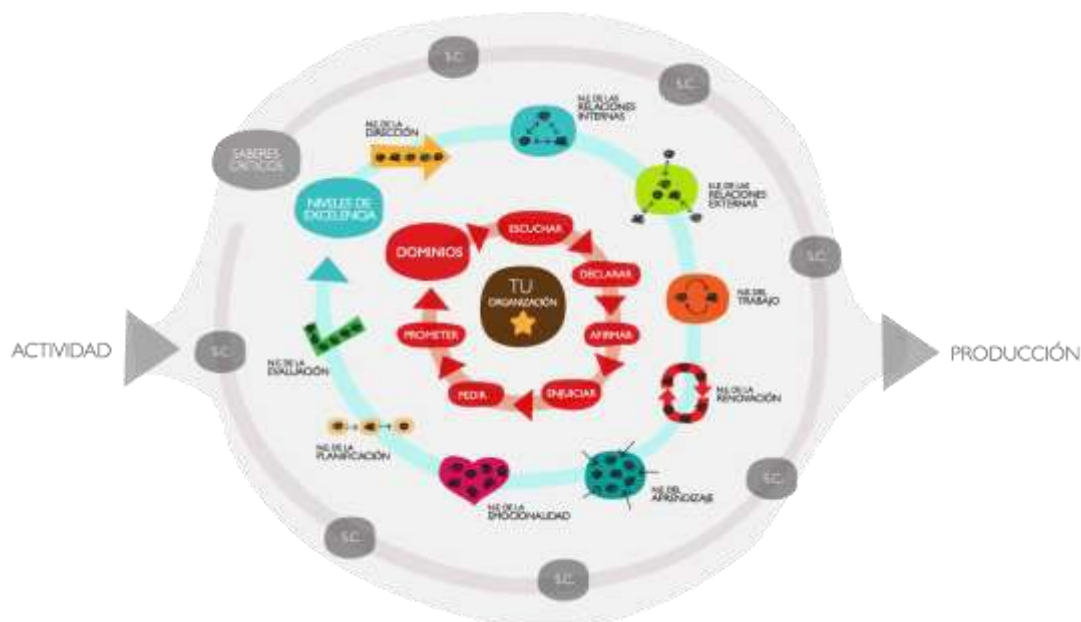 S.C.
S.C.
N.E. DE LAS
RELACIONES
INTERNAS
N.E. DE LA
DIRECCIÓN
SABERES
CRÍTICOS
NIVELES DE
EXCELENCIA
N.E. DE LAS
RELACIONES
EXTERNAS
ESCUCHAR
DOMINIOS
DECLARAR
S.C.
TU
ORGANIZACIÓN
N.E. DEL
TRABAJO
PROMETER
AFIRMAR
ACTIVIDAD
S.C.
PRODUCCIÓN
N.E. DE LA
EVALUACIÓN
PEDIR
ENJUICIAR
N.E. DE LA
RENOVACIÓN
N.E. DE LA
PLANIFICACIÓN
N.E. DE LA
EMOCIONALIDAD
N.E. DEL
APRENDIZAJE
S.C.
S.C.
S.C.